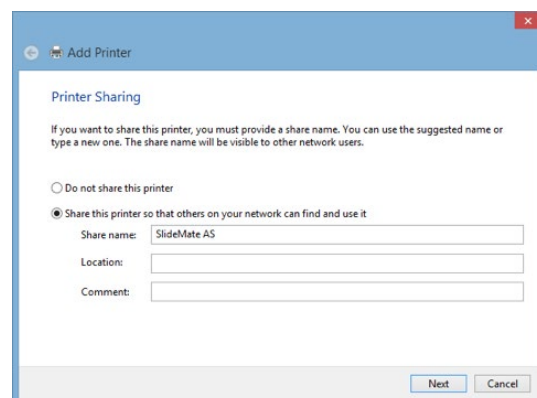 Add Printer
Printer Sharing
If you want to share this printer, you must provide a share name. You can use the suggested name or
type a new one. The share name will be visible to other network users.
Do not share this printer
Share this printer so that others on your network can find and use it
Share name: SlideMate AS
Location:
Comment:
Next Cancel